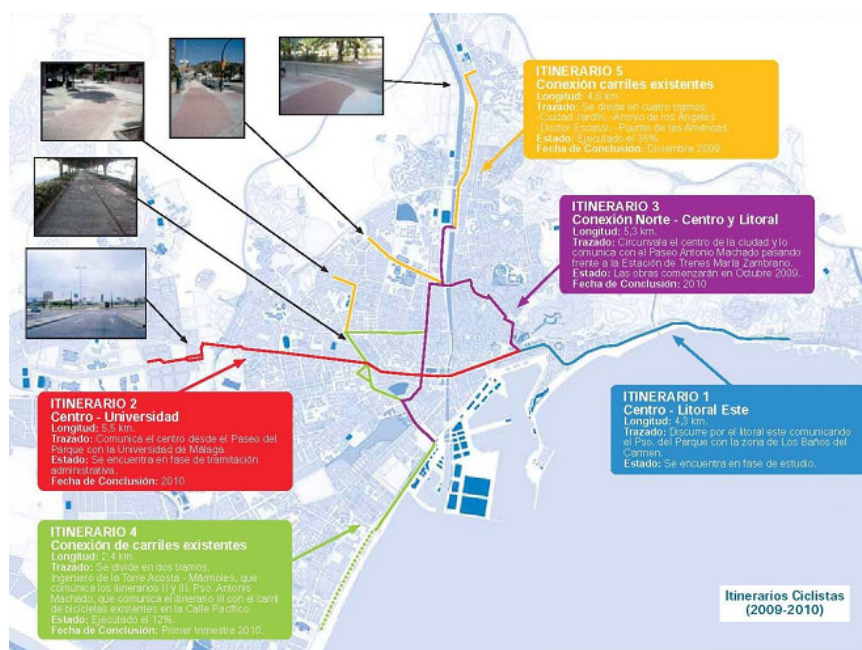 ITINERARIO 5
Conexión carriles existentes
Longitud: 4,8 km.
Trazado: Se divide en cuatro tramos.
-Ciudad Jardín, -Arroyo de los Ángeles
-Doctor Escassi, -Puente de las Américas.
Estado: Ejecutado el 35%
Fecha de Conclusión: Diciembre 2009.
ITINERARIO 3
Conexión Norte - Centro y Litoral
Longitud: 5,3 km.
Trazado: Circunvala el centro de la ciudad y lo
comunica con el Paseo Antonio Machado pasando
frente a la Estación de Trenes María Zambrano.
Estado: Las obras comenzarán en Octubre 2009.
Fecha de Conclusión: 2010
ITINERARIO 2
Centro - Universidad
Longitud: 5,5 km.
Trazado: Comunica el centro desde el Paseo del
Parque con la Universidad de Málaga.
Estado: Se encuentra en fase de tramitación
administrativa.
Fecha de Conclusión: 2010
ITINERARIO 1
Centro - Litoral Este
Longitud: 4,3 km.
Trazado: Discurre por el litoral este comunicando
el Pso. del Parque con la zona de Los Baños del
Carmen.
Estado: Se encuentra en fase de estudio.
ITINERARIO 4
Conexión de carriles existentes
Longitud: 2,4 km.
Trazado: Se divide en dos tramos,
Ingeniero de la Torre Acosta - Mármoles, que
comunica los itinerarios II y III. Pso. Antonio
Machado, que comunica el itinerario III con el carril
de bicicletas existentes en la Calle Pacífico.
Estado: Ejecutado el 12%.
Fecha de Conclusión: Primer trimestre 2010.
Itinerarios Ciclistas
(2009-2010)